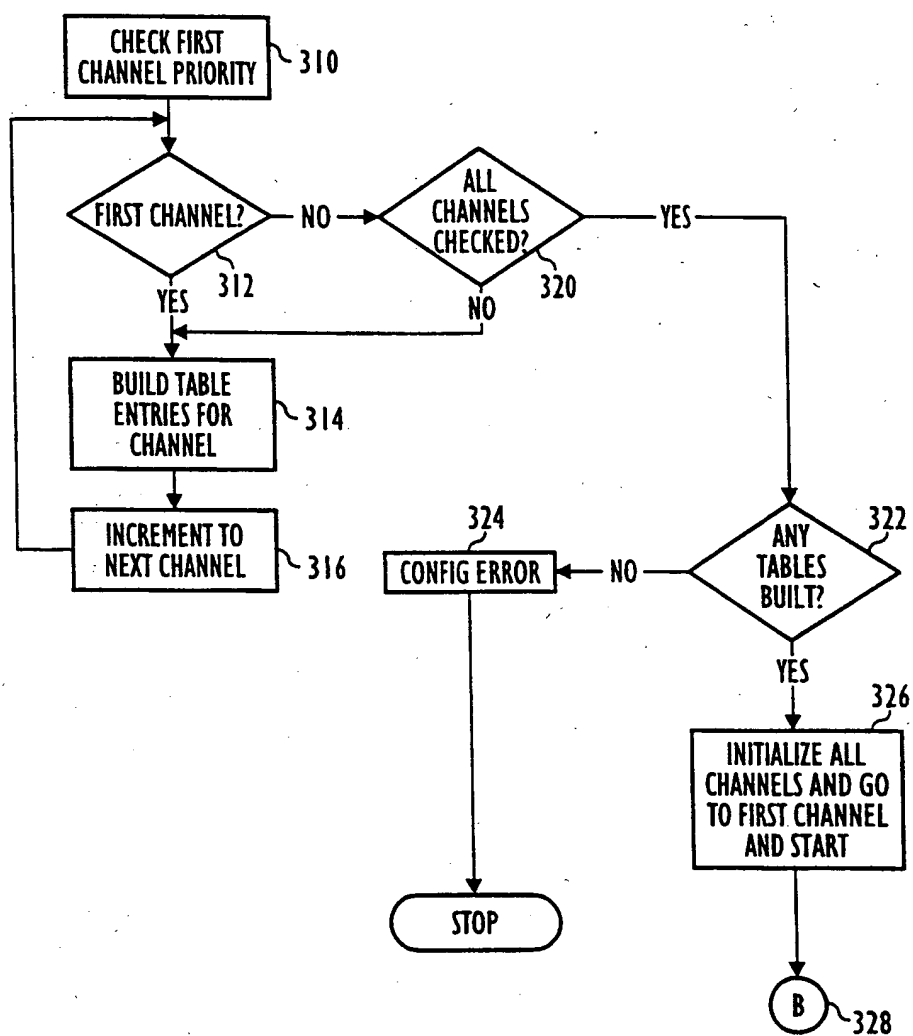 CHECK FIRST
CHANNEL PRIORITY
310
FIRST CHANNEL?
312
NO
ALL
CHANNELS
CHECKED?
320
YES
YES
NO
BUILD TABLE
ENTRIES FOR
CHANNEL
314
INCREMENT TO
NEXT CHANNEL
316
324
CONFIG ERROR
NO
ANY
TABLES
BUILT?
322
YES
326
INITIALIZE ALL
CHANNELS AND GO
TO FIRST CHANNEL
AND START
STOP
B
328